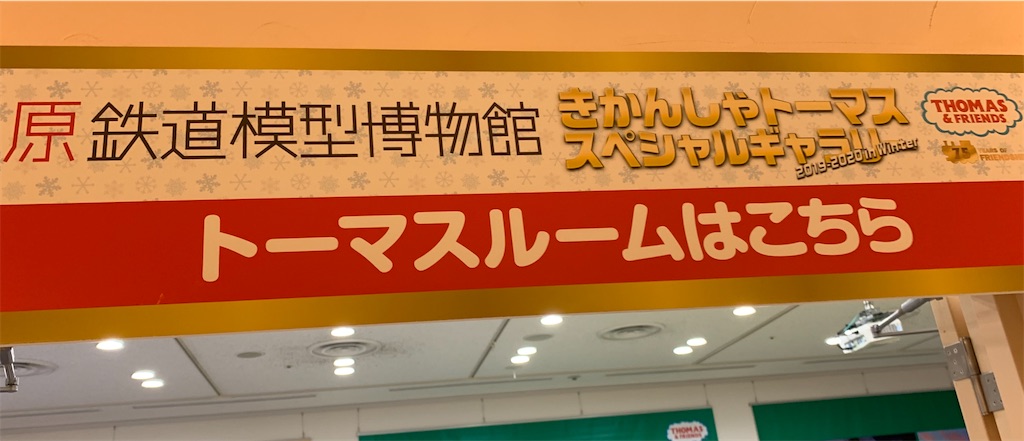 原鉄道模型博物館
きかんしゃトーマス
スペシャルギャラリー
2019-2020 in Winter
THOMAS
& FRIENDS
75 YEARS OF
FRIENDSHIP
トーマスルームはこちら
THOMAS
& FRIENDS